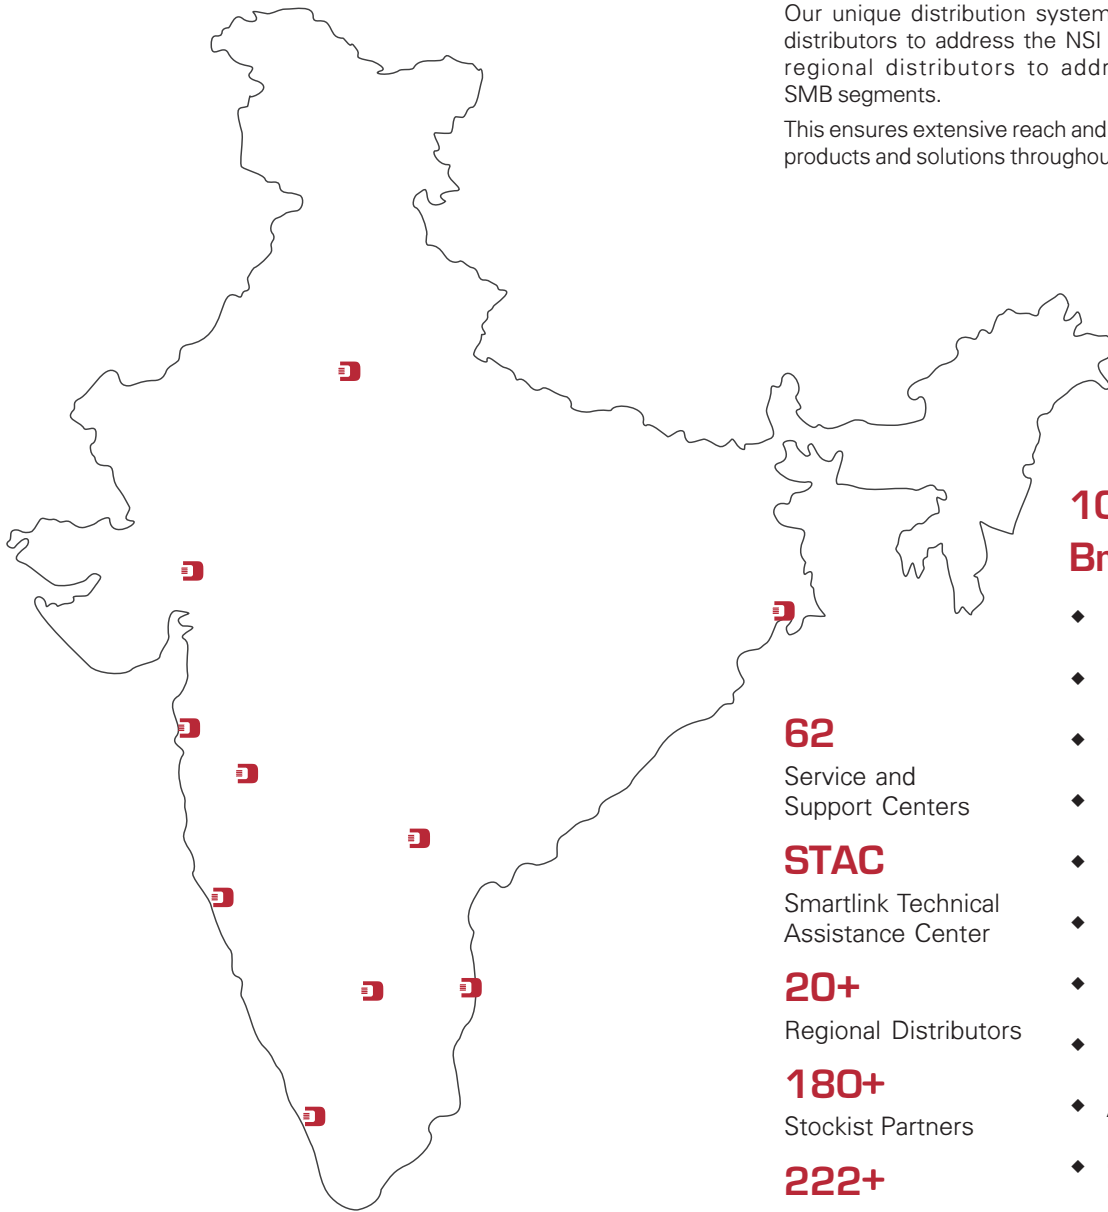 Our unique distribution system
distributors to address the NSI
regional distributors to addr
SMB segments.
This ensures extensive reach and
products and solutions throughou
62
Service and
Support Centers
STAC
Smartlink Technical
Assistance Center
20+
Regional Distributors
180+
Stockist Partners
222+
10
Br